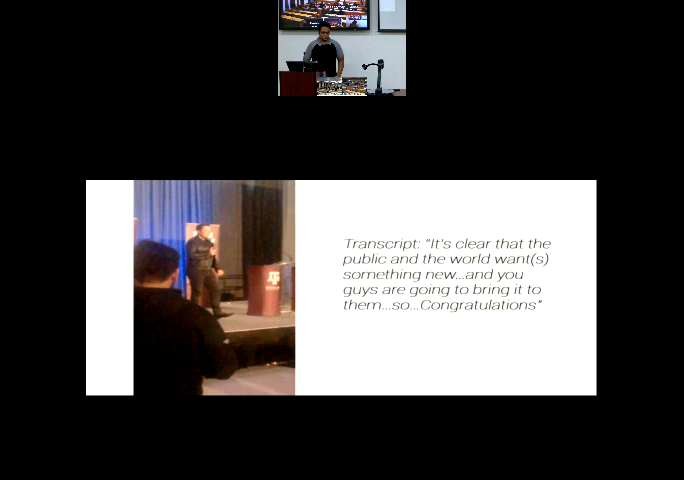 Transcript: "It's clear that the
public and the world want(s)
something new...and you
guys are going to bring it to
them...so...Congratulations"
ATM